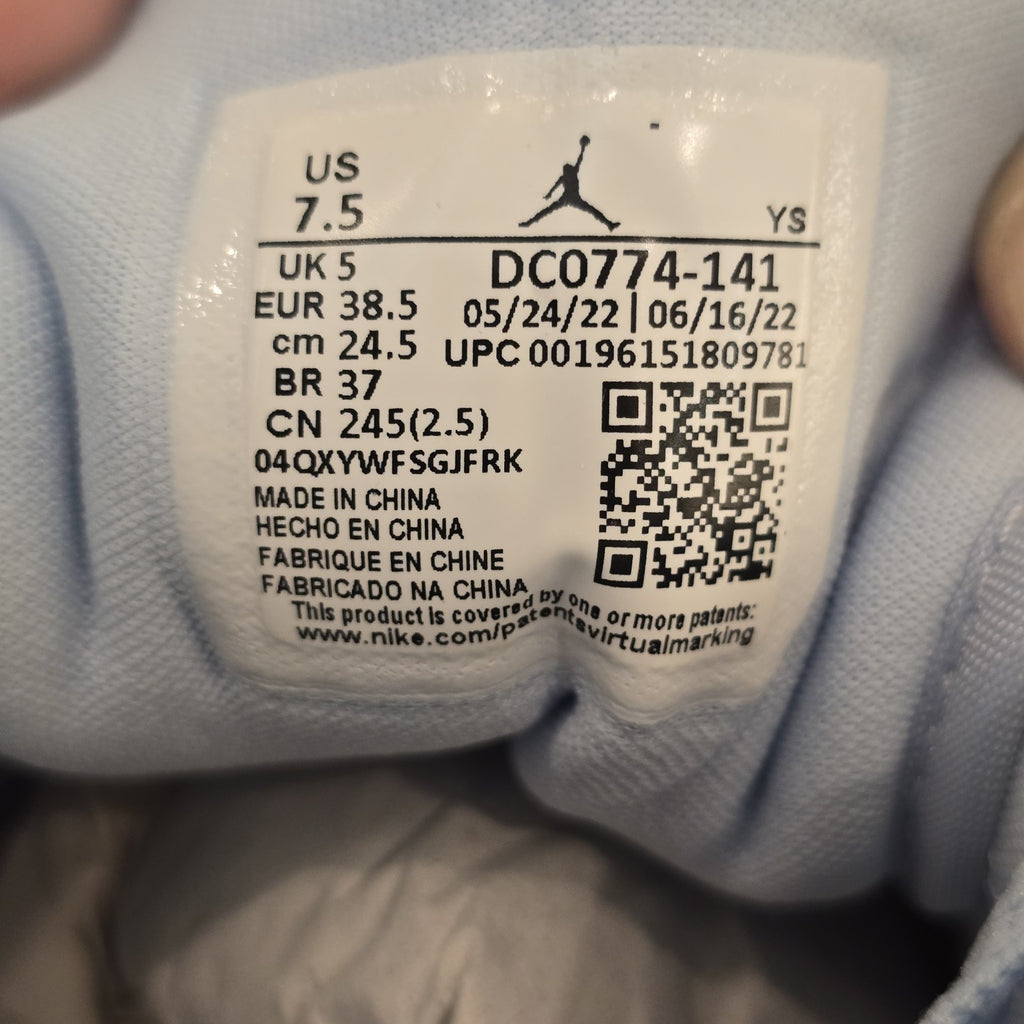 US
7.5
YS
UK 5
DC0774-141
EUR 38.5
05/24/22 | 06/16/22
cm 24.5
UPC 00196151809781
BR 37
CN 245(2.5)
04QXYWFSGJFRK
MADE IN CHINA
HECHO EN CHINA
FABRIQUE EN CHINE
FABRICADO NA CHINA
This product is covered by one or more patents:
www.nike.com/patentsvirtualmarking